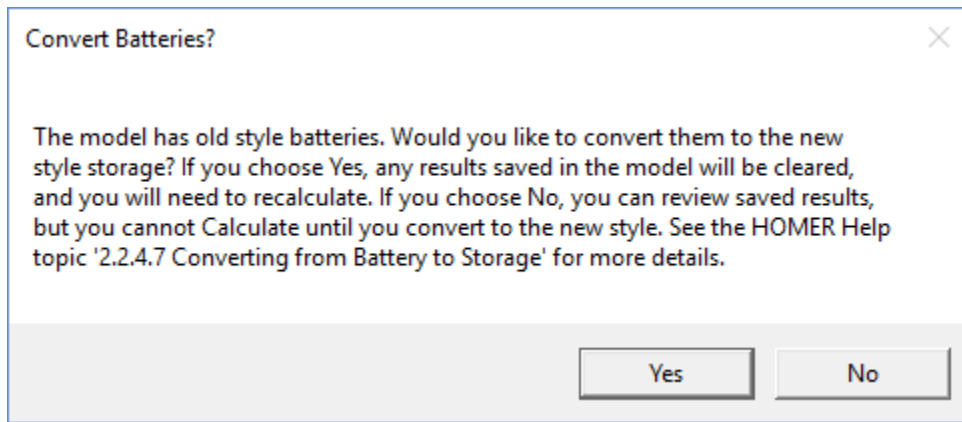 Convert Batteries?
The model has old style batteries. Would you like to convert them to the new
style storage? If you choose Yes, any results saved in the model will be cleared,
and you will need to recalculate. If you choose No, you can review saved results,
but you cannot Calculate until you convert to the new style. See the HOMER Help
topic '2.2.4.7 Converting from Battery to Storage' for more details.
Yes No